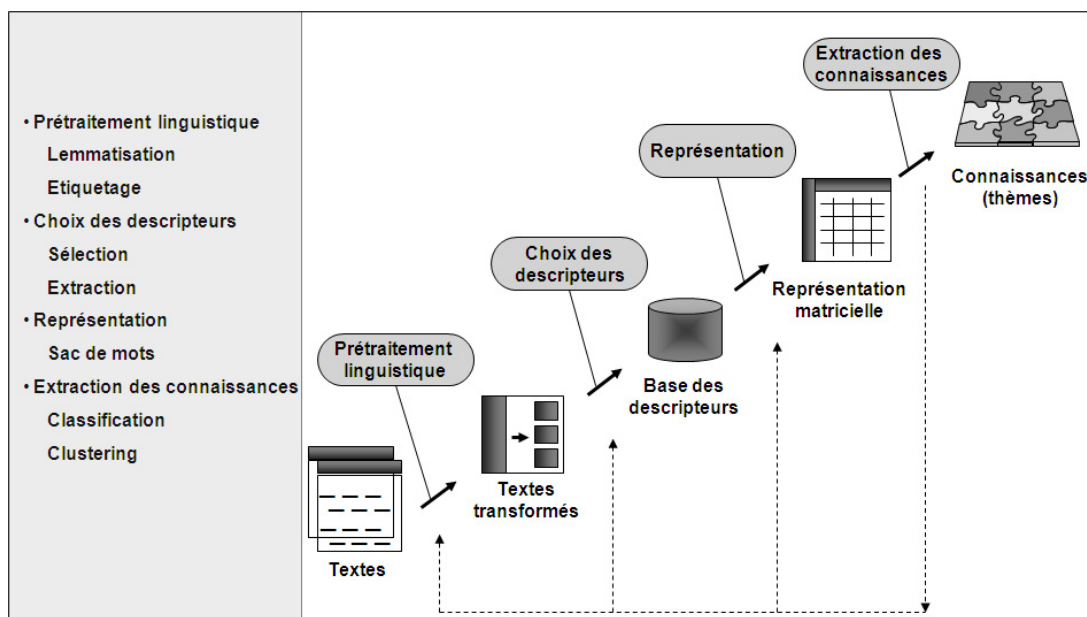 • Prétraitement linguistique
Lemmatisation
Etiquetage
• Choix des descripteurs
Sélection
Extraction
• Représentation
Sac de mots
• Extraction des connaissances
Classification
Clustering
Extraction des
connaissances
Connaissances
(thèmes)
Représentation
Représentation
matricielle
Choix des
descripteurs
Base des
descripteurs
Prétraitement
linguistique
Textes
transformés
Textes